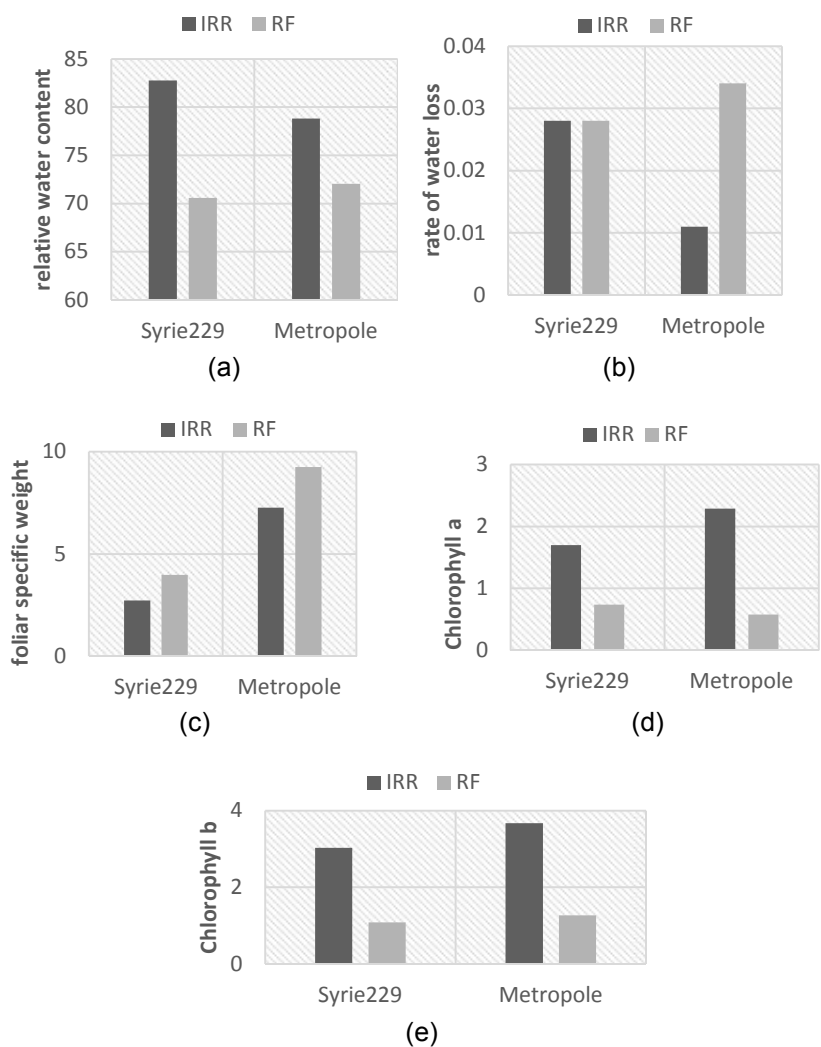 IRR RF
relative water content
85
80
75
70
65
60
Syrie229 Metropole
(a)
IRR RF
rate of water loss
0.04
0.03
0.02
0.01
0
Syrie229 Metropole
(b)
IRR RF
foliar specific weight
10
5
0
Syrie229 Metropole
(c)
IRR RF
Chlorophyll a
3
2
1
0
Syrie229 Metropole
(d)
IRR RF
Chlorophyll b
4
2
0
Syrie229 Metropole
(e)